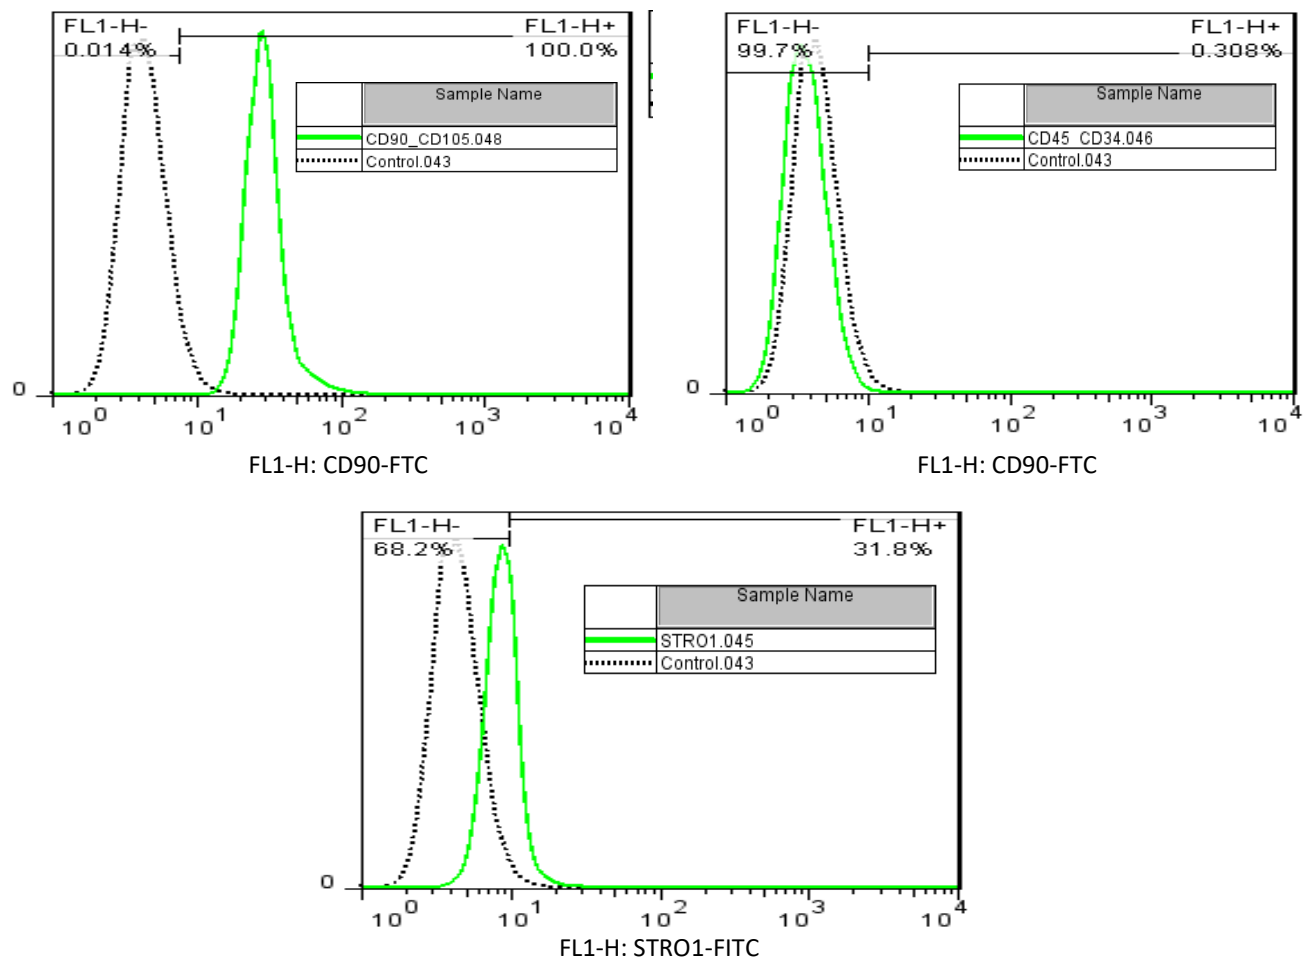 FL1-H-
0.014%
FL1-H+
100.0%
Sample Name
CD90_CD105.048
Control.043
0
10^0 10^1 10^2 10^3 10^4
FL1-H: CD90-FTC
FL1-H-
99.7%
FL1-H+
0.308%
Sample Name
CD45 CD34.046
Control.043
0
10^0 10^1 10^2 10^3 10^4
FL1-H: CD90-FTC
FL1-H-
68.2%
FL1-H+
31.8%
Sample Name
STRO1.045
Control.043
0
10^0 10^1 10^2 10^3 10^4
FL1-H: STRO1-FITC